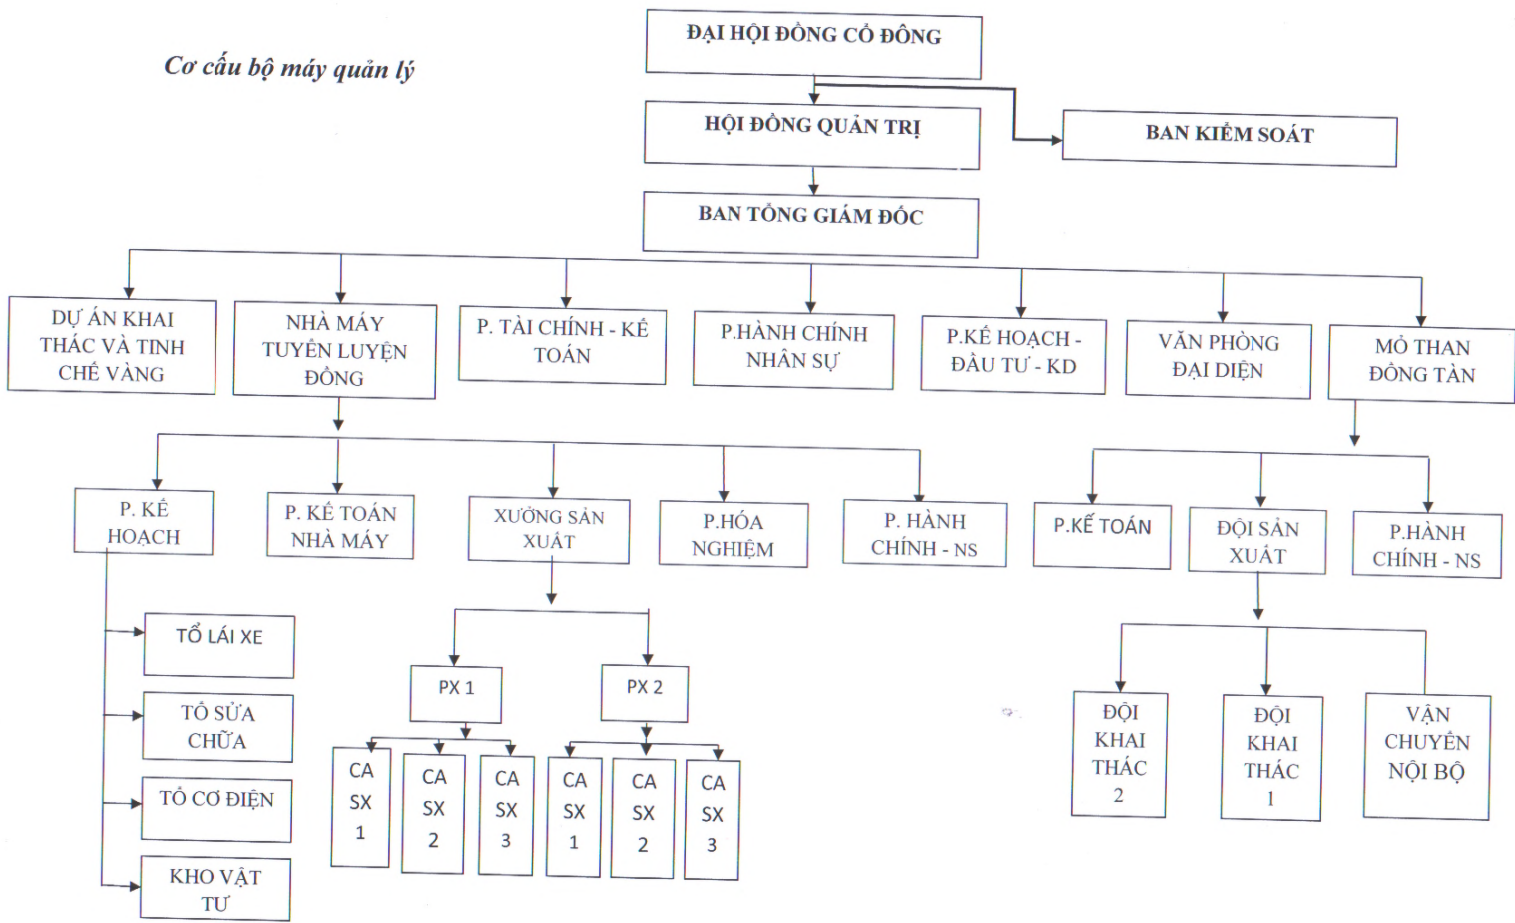 ĐẠI HỘI ĐỒNG CỔ ĐÔNG
Cơ cấu bộ máy quản lý
HỘI ĐỒNG QUẢN TRỊ
BAN KIỂM SOÁT
BAN TỔNG GIÁM ĐỐC
DỰ ÁN KHAI
THÁC VÀ TINH
CHẾ VÀNG
NHÀ MÁY
TUYỂN LUYỆN
ĐỒNG
P. TÀI CHÍNH - KẾ
TOÁN
P.HÀNH CHÍNH
NHÂN SỰ
P.KẾ HOẠCH -
ĐẦU TƯ - KD
VĂN PHÒNG
ĐẠI DIỆN
MỎ THAN
ĐỒNG TÀN
P. KẾ
HOẠCH
P. KẾ TOÁN
NHÀ MÁY
XƯỞNG SẢN
XUẤT
P.HÓA
NGHIỆM
P. HÀNH
CHÍNH - NS
P.KẾ TOÁN
ĐỘI SẢN
XUẤT
P.HÀNH
CHÍNH - NS
TỔ LÁI XE
TỔ SỬA
CHỮA
TỔ CƠ ĐIỆN
KHO VẬT
TƯ
PX 1
PX 2
CA
SX
1
CA
SX
2
CA
SX
3
CA
SX
1
CA
SX
2
CA
SX
3
ĐỘI
KHAI
THÁC
2
ĐỘI
KHAI
THÁC
1
VẬN
CHUYỂN
NỘI BỘ